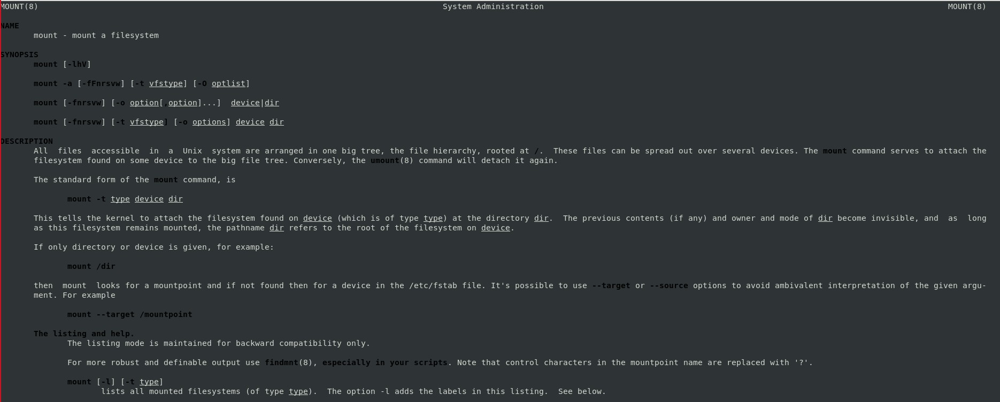 MOUNT(8) System Administration MOUNT(8)
NAME
mount - mount a filesystem
SYNOPSIS
mount [-lhV]
mount -a [-fFnrsvw] [-t vfstype] [-O optlist]
mount [-fnrsvw] [-o option[,option]...]  device|dir
mount [-fnrsvw] [-t vfstype] [-o options] device dir
DESCRIPTION
All  files  accessible  in  a  Unix  system are arranged in one big tree, the file hierarchy, rooted at /.  These files can be spread out over several devices. The mount command serves to attach the
filesystem found on some device to the big file tree. Conversely, the umount(8) command will detach it again.
The standard form of the mount command, is
mount -t type device dir
This tells the kernel to attach the filesystem found on device (which is of type type) at the directory dir.  The previous contents (if any) and owner and mode of dir become invisible, and  as  long
as this filesystem remains mounted, the pathname dir refers to the root of the filesystem on device.
If only directory or device is given, for example:
mount /dir
then  mount  looks for a mountpoint and if not found then for a device in the /etc/fstab file. It's possible to use --target or --source options to avoid ambivalent interpretation of the given argu-
ment. For example
mount --target /mountpoint
The listing and help.
The listing mode is maintained for backward compatibility only.
For more robust and definable output use findmnt(8), especially in your scripts. Note that control characters in the mountpoint name are replaced with '?'.
mount [-l] [-t type]
lists all mounted filesystems (of type type).  The option -l adds the labels in this listing.  See below.